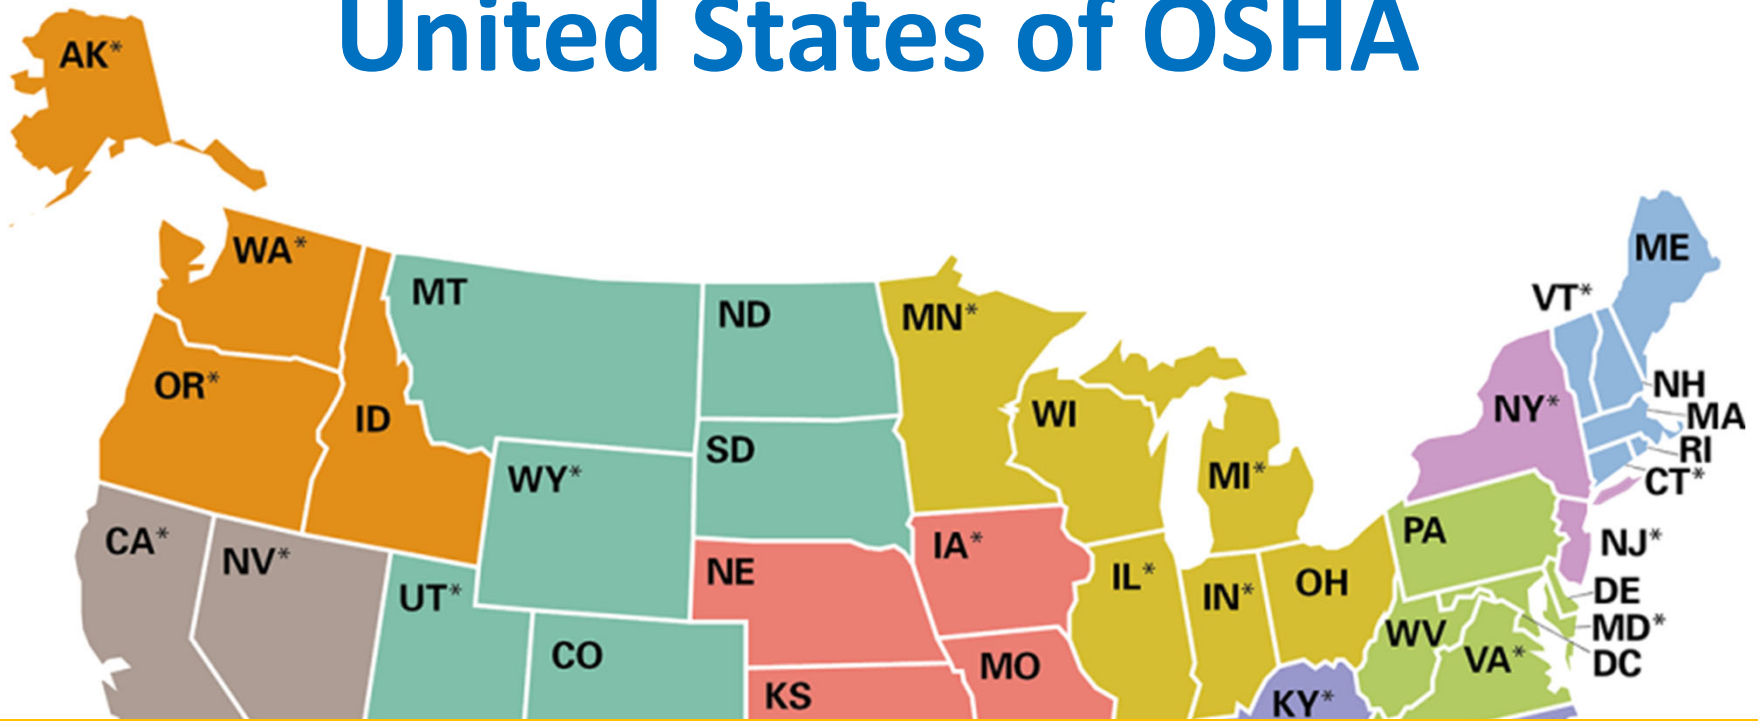 United States of OSHA
AK*
WA*
MT
ND
MN*
OR*
ID
WY*
SD
WI
MI*
VT*
ME
NH
NY*
MA
RI
CT*
CA*
NV*
UT*
CO
NE
IA*
IL*
IN*
OH
PA
NJ*
DE
MD*
DC
WV
VA*
KS
MO
KY*